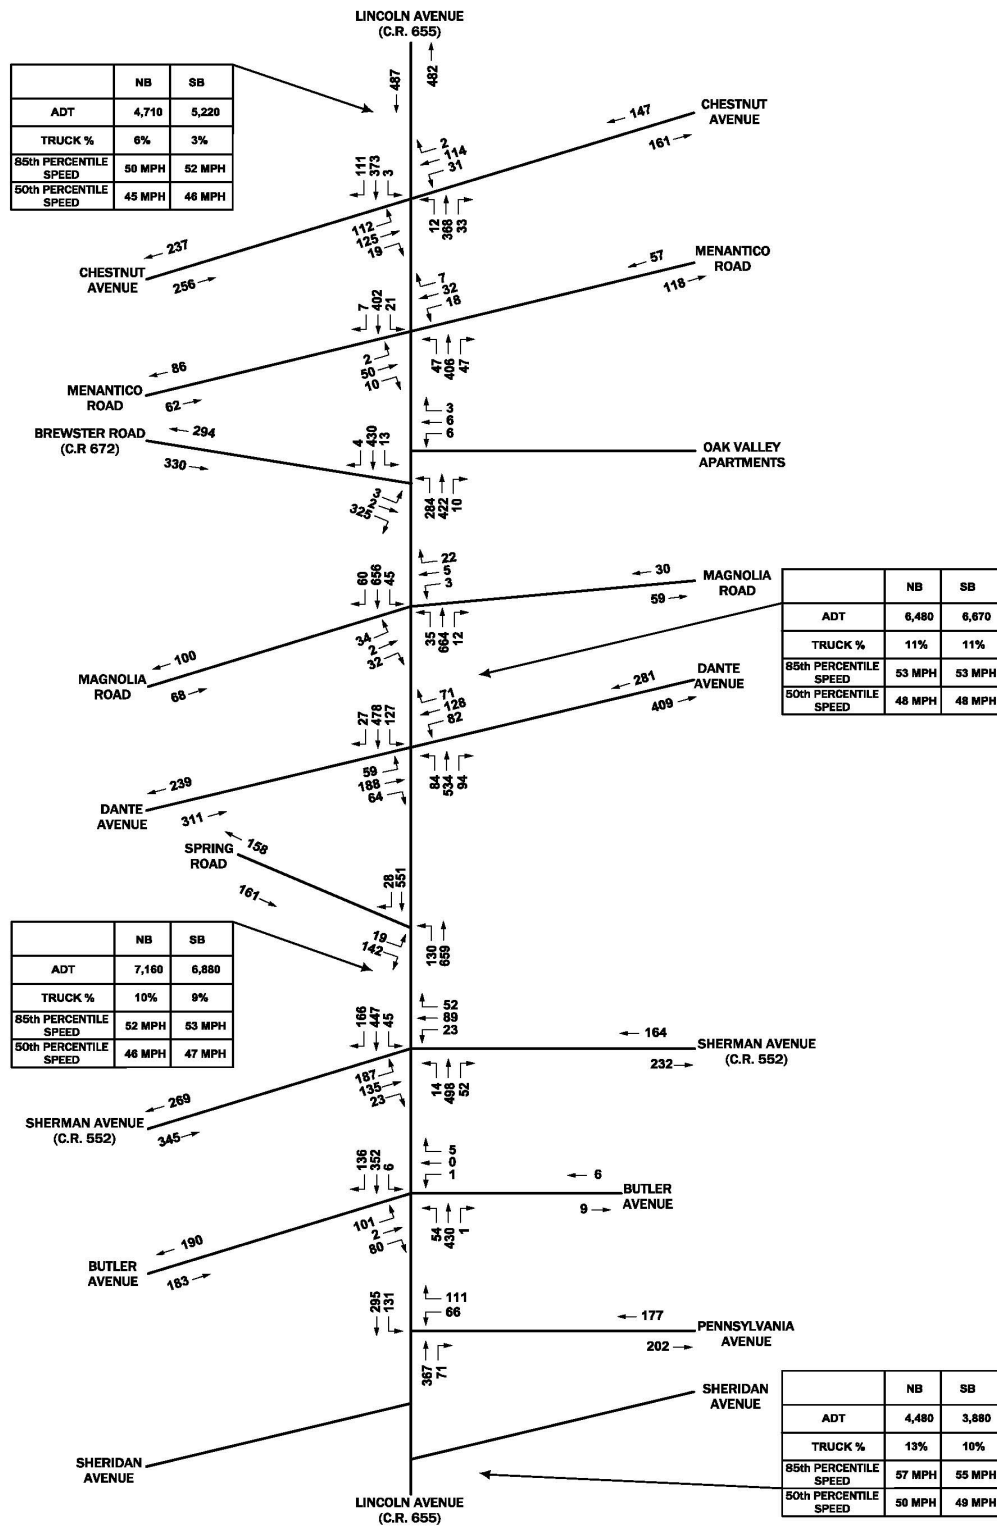 LINCOLN AVENUE
(C.R. 655)
NB SB
ADT 4,710 5,220
TRUCK % 6% 3%
85th PERCENTILE
SPEED 50 MPH 52 MPH
50th PERCENTILE
SPEED 45 MPH 46 MPH
487
482
CHESTNUT
AVENUE
147
161
2
114
31
111
373
3
112
125
19
12
368
33
237
256
CHESTNUT
AVENUE
MENANTICO
ROAD
57
118
7
32
18
7
402
21
2
50
10
47
406
47
86
62
MENANTICO
ROAD
BREWSTER ROAD
(C.R 672)
294
330
3
6
6
OAK VALLEY
APARTMENTS
4
430
13
3
2
325
284
422
10
22
5
3
60
656
45
30
59
MAGNOLIA
ROAD
34
2
32
35
664
12
100
68
MAGNOLIA
ROAD
NB SB
ADT 6,480 6,670
TRUCK% 11% 11%
85th PERCENTILE
SPEED 53 MPH 53 MPH
50th PERCENTILE
SPEED 48 MPH 48 MPH
DANTE
AVENUE
281
409
71
128
82
27
478
127
59
188
64
84
534
94
239
311
DANTE
AVENUE
SPRING
ROAD
158
161
28
551
19
142
130
659
NB SB
ADT 7,160 6,880
TRUCK % 10% 9%
85th PERCENTILE
SPEED 52 MPH 53 MPH
50th PERCENTILE
SPEED 46 MPH 47 MPH
52
89
23
166
447
45
164
232
SHERMAN AVENUE
(C.R. 552)
187
135
23
14
498
52
269
345
SHERMAN AVENUE
(C.R. 552)
5
0
1
136
352
6
6
9
BUTLER
AVENUE
101
2
80
54
430
1
190
183
BUTLER
AVENUE
111
66
295
131
177
202
PENNSYLVANIA
AVENUE
367
71
SHERIDAN
AVENUE
SHERIDAN
AVENUE
NB SB
ADT 4,480 3,880
TRUCK % 13% 10%
85th PERCENTILE
SPEED 57 MPH 55 MPH
50th PERCENTILE
SPEED 50 MPH 49 MPH
LINCOLN AVENUE
(C.R. 655)